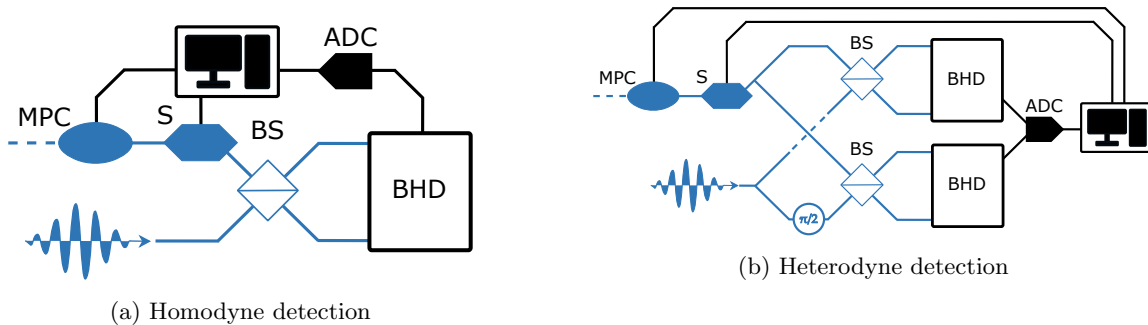 ADC
MPC
S
BS
BHD
(a) Homodyne detection
BS
MPC
S
BHD
ADC
BS
BHD
π/2
(b) Heterodyne detection